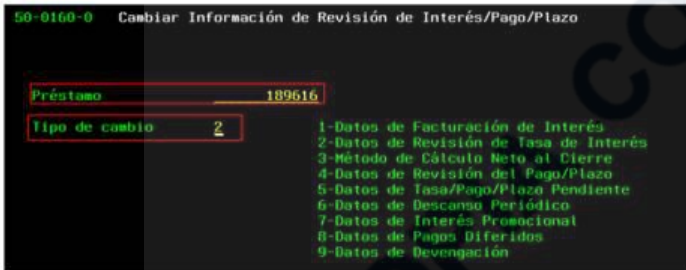 50-0160-0 Cambiar Información de Revisión de Interés/Pago/Plazo
Préstamo 189616
Tipo de cambio 2 1-Datos de Facturación de Interés
2-Datos de Revisión de Tasa de Interés
3-Método de Cálculo Neto al Cierre
4-Datos de Revisión del Pago/Plazo
5-Datos de Tasa/Pago/Plazo Pendiente
6-Datos de Descanso Periódico
7-Datos de Interés Promocional
8-Datos de Pagos Diferidos
9-Datos de Devengación